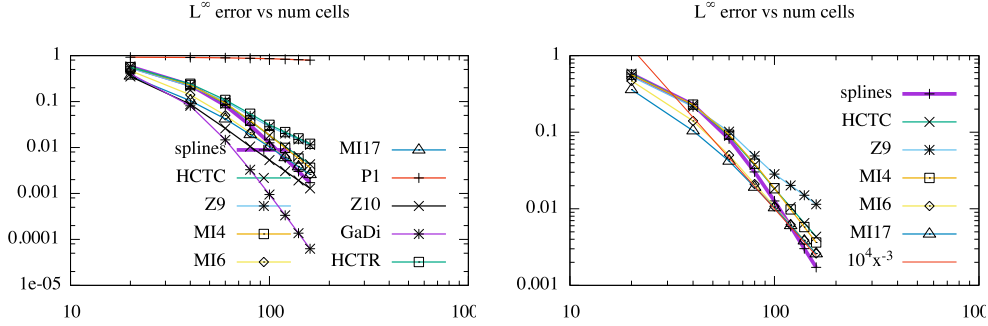 L∞ error vs num cells
1
0.1
0.01
0.001
0.0001
1e-05
10
100
splines
HCTC
Z9
MI4
MI6
MI17
P1
Z10
GaDi
HCTR
L∞ error vs num cells
1
0.1
0.01
0.001
10
100
splines
HCTC
Z9
MI4
MI6
MI17
10⁴x⁻³